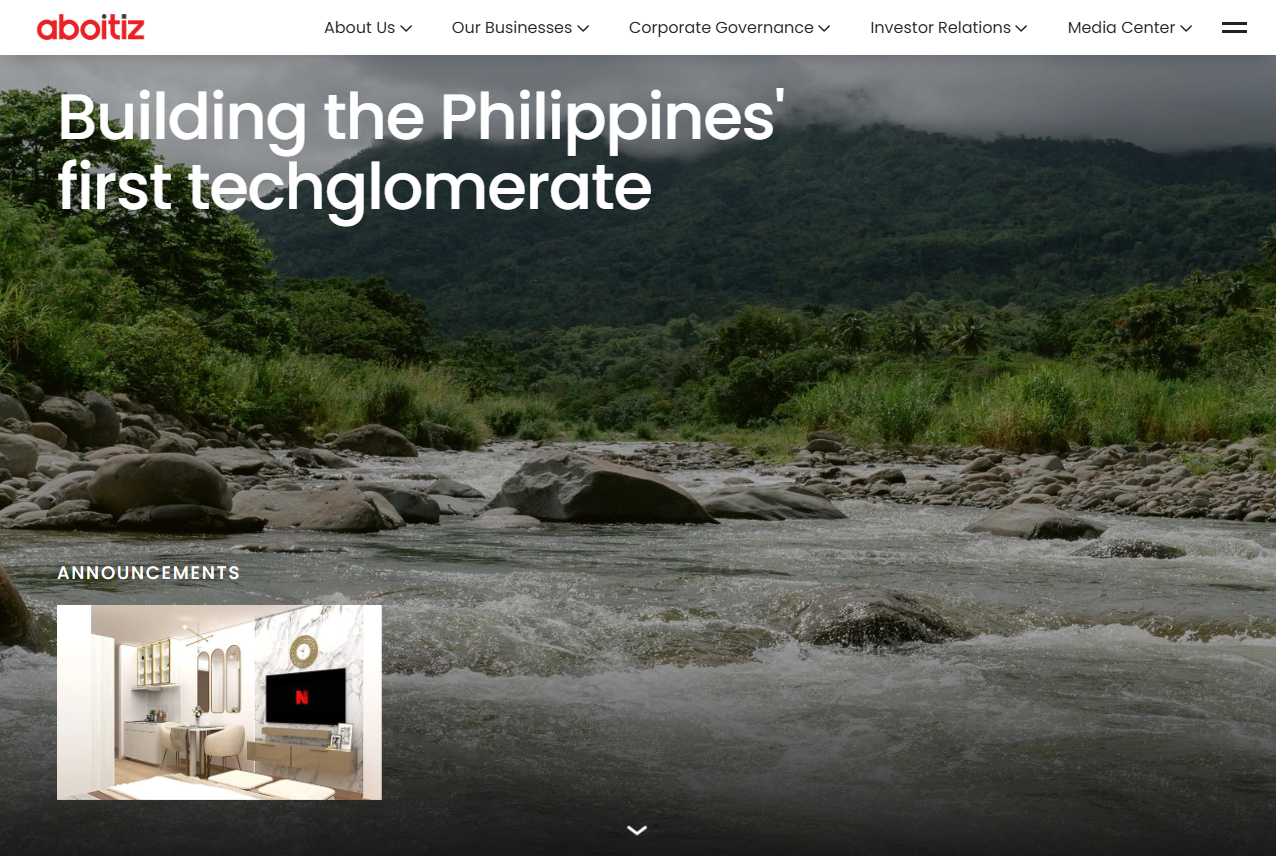 aboitiz
About Us
Our Businesses
Corporate Governance
Investor Relations
Media Center
Building the Philippines'
first techglomerate
ANNOUNCEMENTS
N